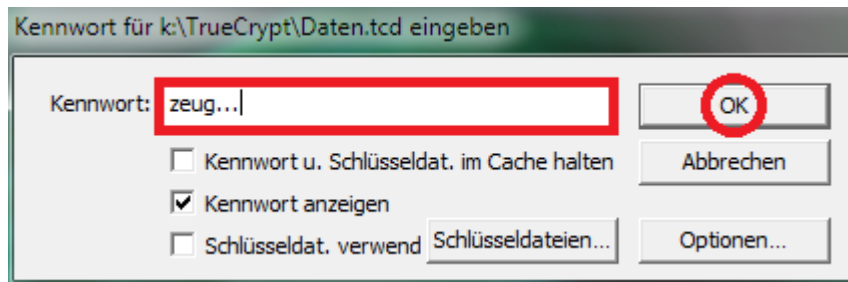 Kennwort für k:\TrueCrypt\Daten.tcd eingeben
Kennwort: zeug... OK
Kennwort u. Schlüsseldat. im Cache halten Abbrechen
Kennwort anzeigen
Schlüsseldat. verwend Schlüsseldateien... Optionen...